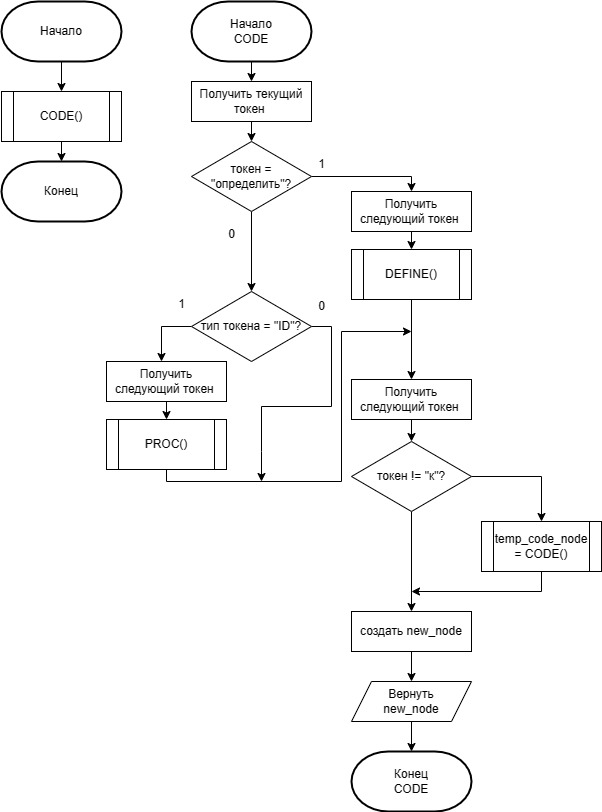 Начало
CODE()
Конец
Начало
CODE
Получить текущий
токен
токен =
"определить"?
1
0
Получить
следующий токен
DEFINE()
тип токена = "ID"?
1
0
Получить
следующий токен
PROC()
Получить
следующий токен
токен != "к"?
temp_code_node
= CODE()
создать new_node
Вернуть
new_node
Конец
CODE